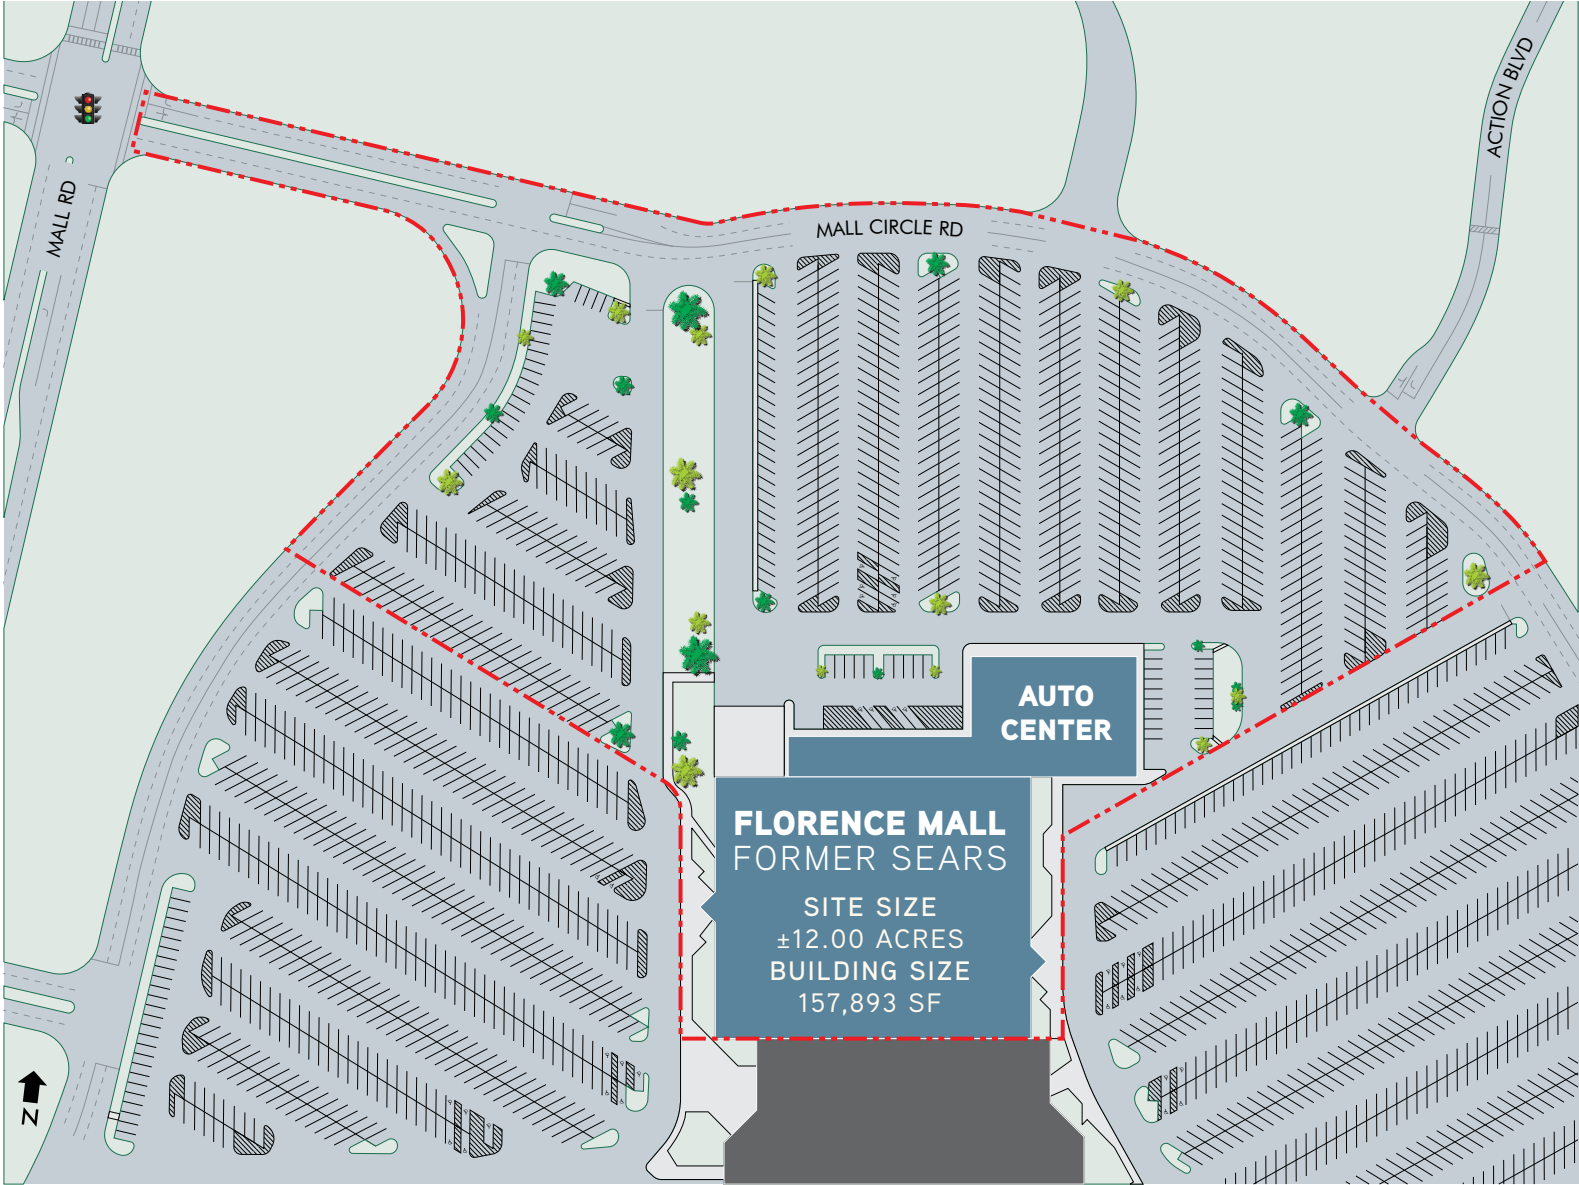 ACTION BLVD
MALL RD
MALL CIRCLE RD
AUTO
CENTER
FLORENCE MALL
FORMER SEARS
SITE SIZE
±12.00 ACRES
BUILDING SIZE
157,893 SF
N